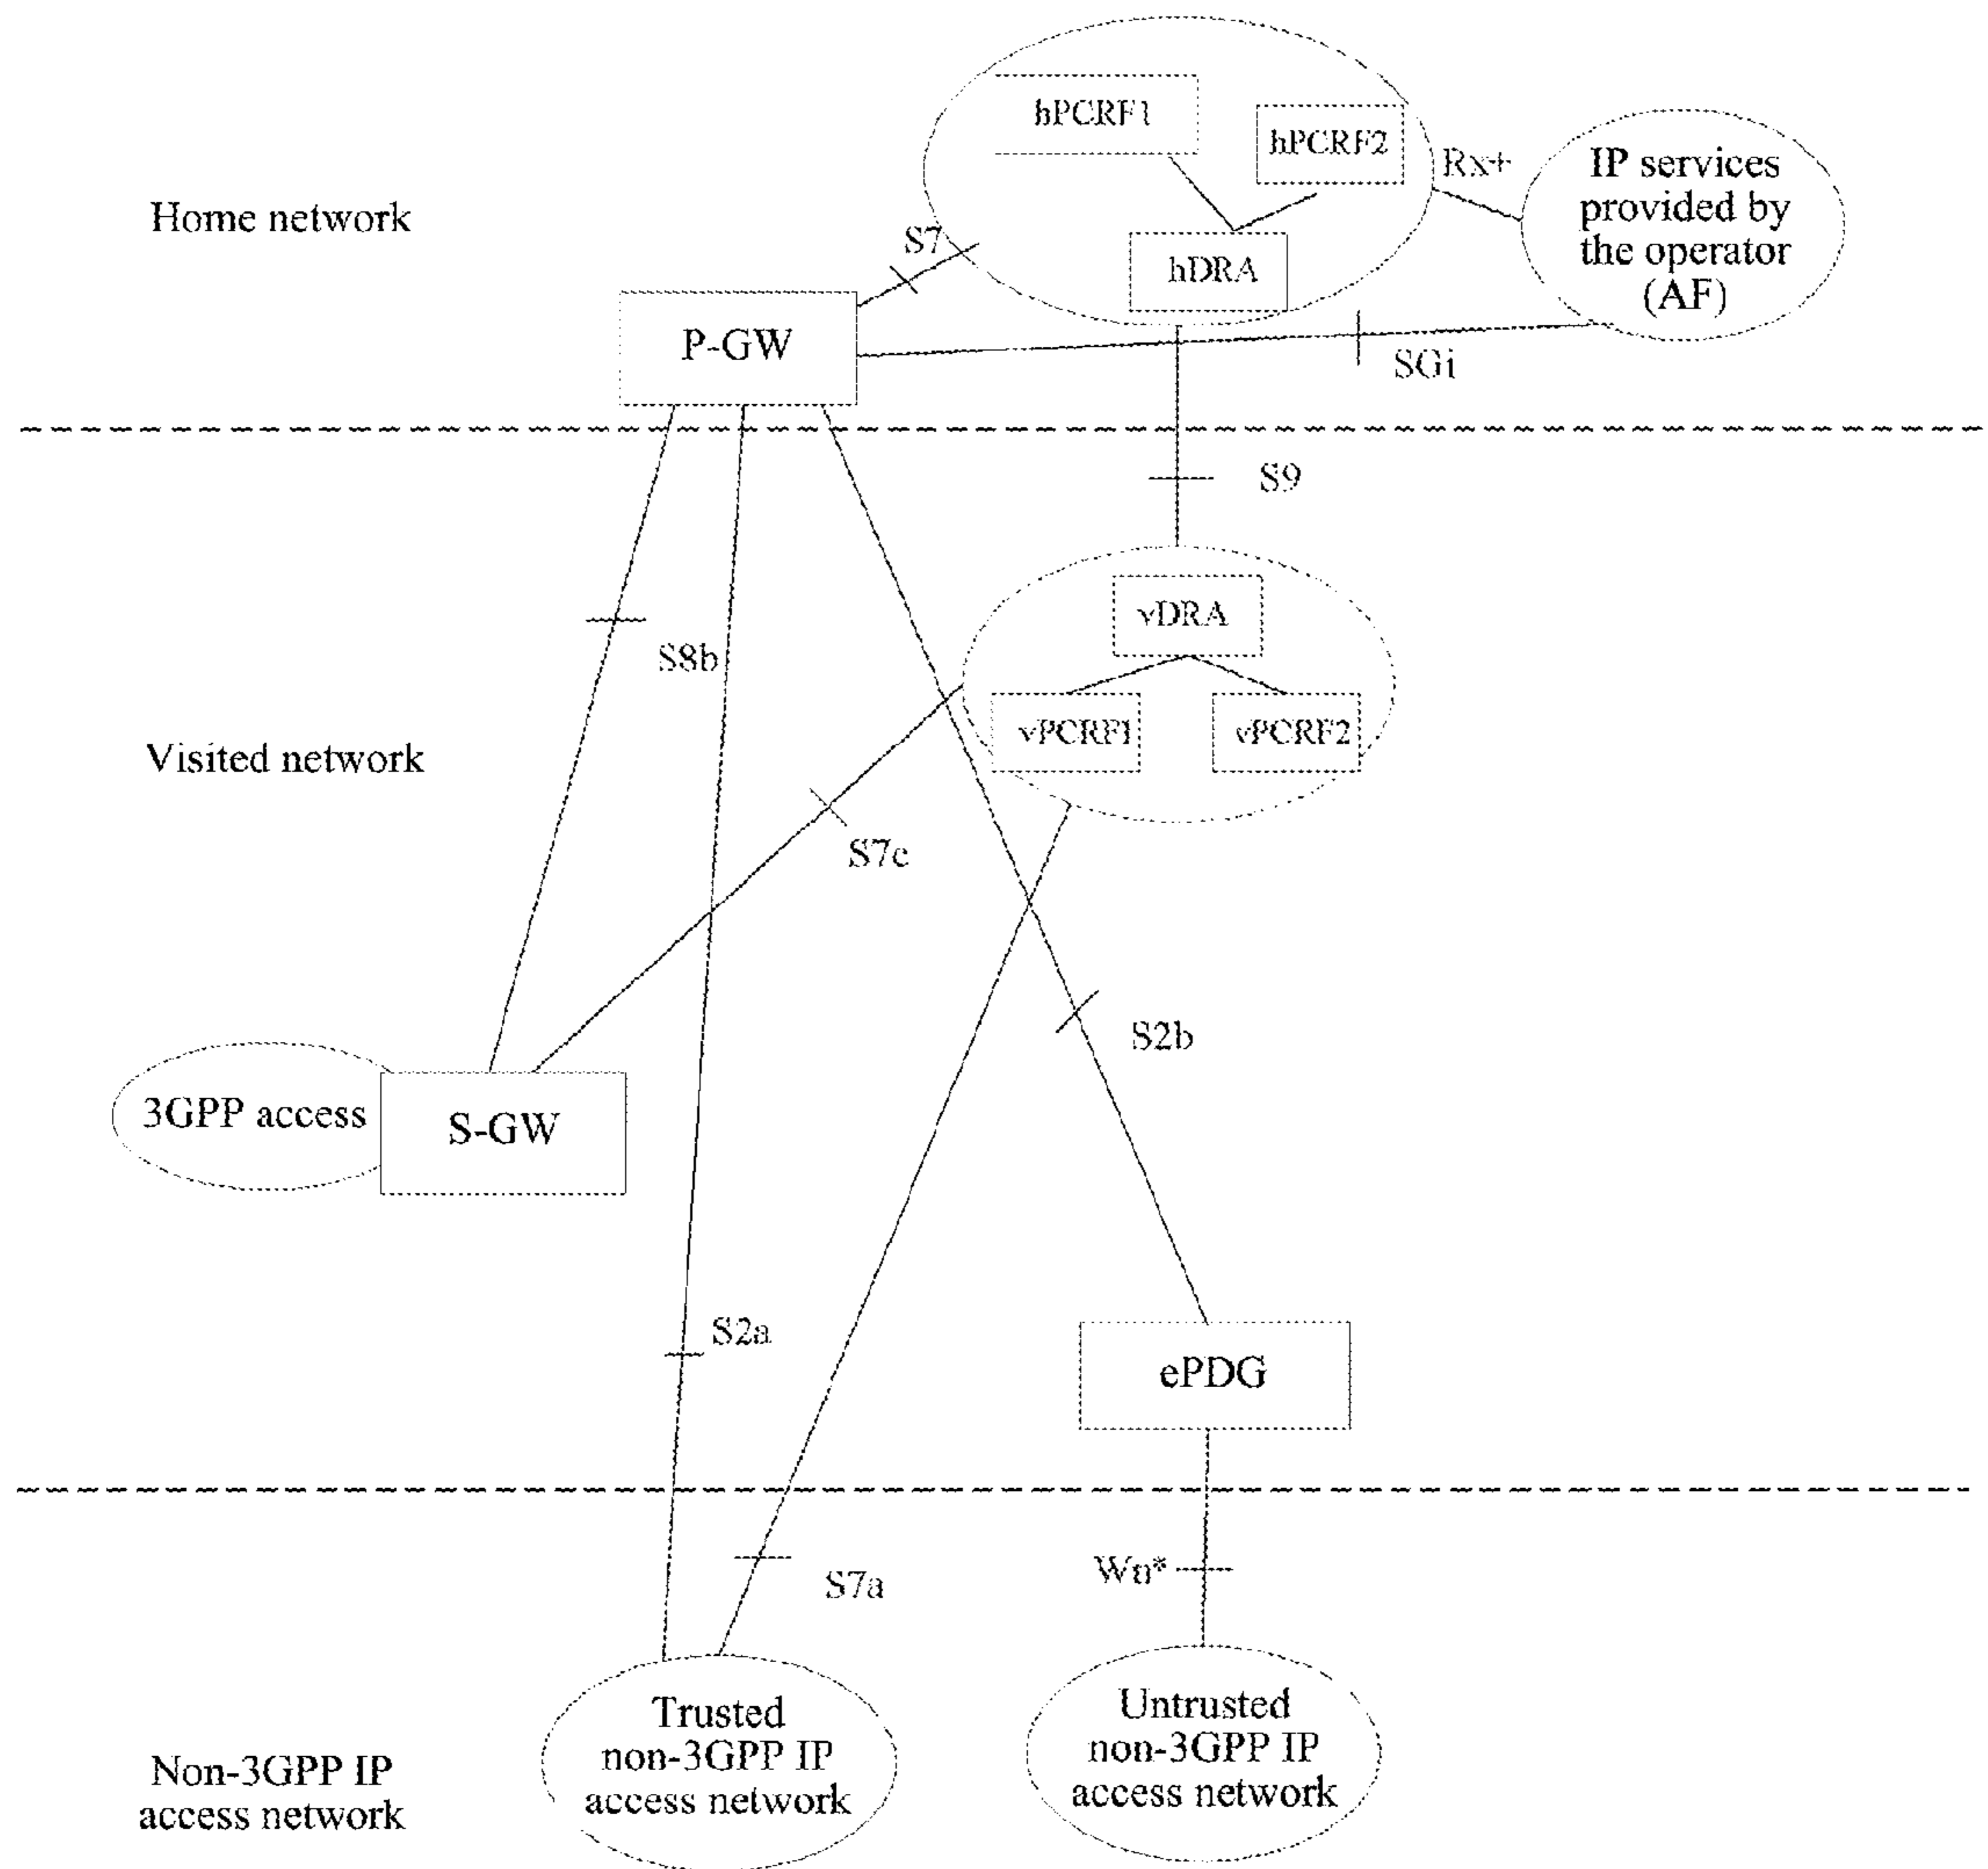 hPCRF1
hPCRF2
Rx+
IP services
provided by
the operator
(AF)
Home network
S7
hDRA
P-GW
SGi
S9
vDRA
S8b
vPCRF1
vPCRF2
Visited network
S7c
S2b
3GPP access
S-GW
S2a
ePDG
Wn*
S7a
Trusted
non-3GPP IP
access network
Untrusted
non-3GPP IP
access network
Non-3GPP IP
access network